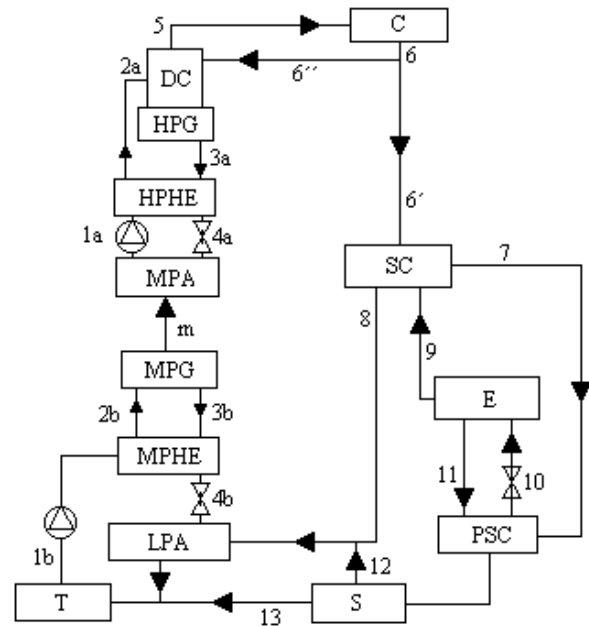 5
C
2a
DC
6´´
6
HPG
3a
HPHE
6´
1a
4a
SC
7
MPA
8
m
9
MPG
E
2b
3b
MPHE
11
10
4b
PSC
1b
LPA
12
T
13
S